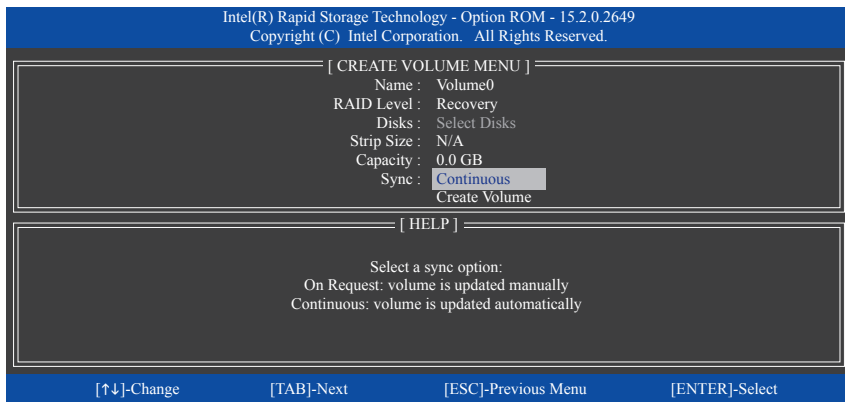 Intel(R) Rapid Storage Technology - Option ROM - 15.2.0.2649
Copyright (C) Intel Corporation. All Rights Reserved.
[ CREATE VOLUME MENU ]
Name : Volume0
RAID Level : Recovery
Disks : Select Disks
Strip Size : N/A
Capacity : 0.0 GB
Sync : Continuous
Create Volume
[ HELP ]
Select a sync option:
On Request: volume is updated manually
Continuous: volume is updated automatically
[↑↓]-Change [TAB]-Next [ESC]-Previous Menu [ENTER]-Select